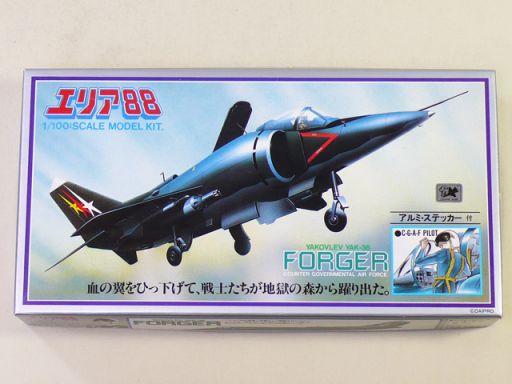 エリア88
1/100 SCALE MODEL KIT.
アルミ・ステッカー付
YAKOVLEV YAK-36
FORGER
COUNTER GOVERNMENTAL AIR FORCE
●C·G·A·F PILOT
血の翼をひっ下げて、戦士たちが地獄の森から躍り出た。
©DAIPRO
FORGER